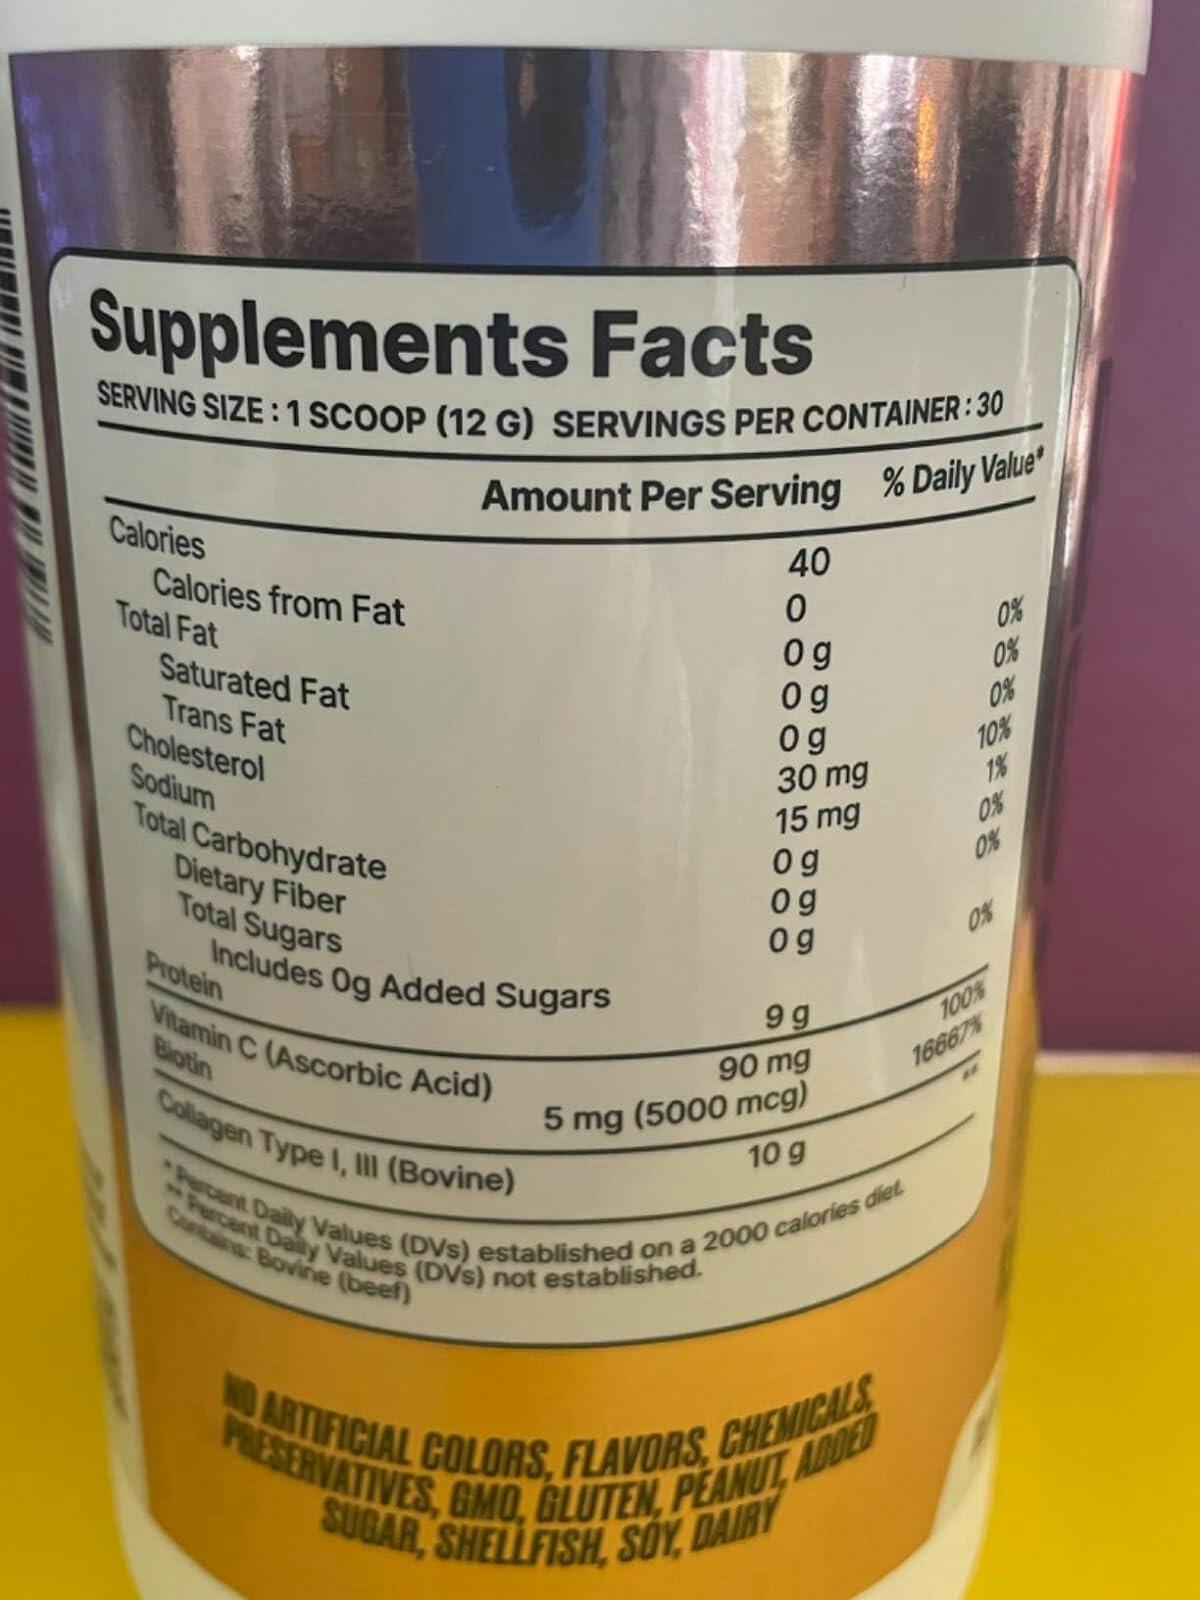 Supplements Facts
SERVING SIZE : 1 SCOOP (12 G) SERVINGS PER CONTAINER : 30
Amount Per Serving % Daily Value*
Calories 40
Calories from Fat 0 0%
Total Fat 0 g 0%
Saturated Fat 0 g 0%
Trans Fat 0 g 10%
Cholesterol 30 mg 1%
Sodium 15 mg 0%
Total Carbohydrate 0 g 0%
Dietary Fiber 0 g
Total Sugars 0 g 0%
Includes 0g Added Sugars
Protein 9 g
Vitamin C (Ascorbic Acid) 90 mg 100%
Biotin 5 mg (5000 mcg) 16667%
Collagen Type I, III (Bovine) 10 g **
* Percent Daily Values (DVs) established on a 2000 calories diet.
** Percent Daily Values (DVs) not established.
Contains: Bovine (beef)
NO ARTIFICIAL COLORS, FLAVORS, CHEMICALS,
PRESERVATIVES, GMO, GLUTEN, PEANUT, ADDED
SUGAR, SHELLFISH, SOY, DAIRY